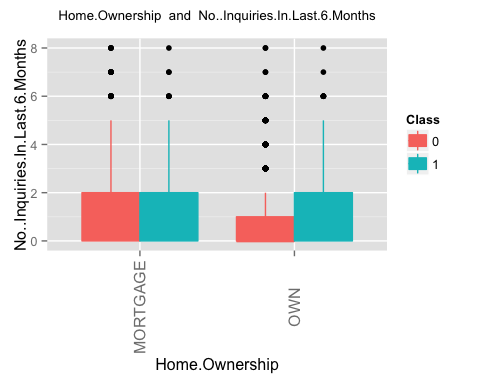 Home.Ownership and No..Inquiries.In.Last.6.Months
No..Inquiries.In.Last.6.Months
8
6
4
2
0
MORTGAGE
OWN
Home.Ownership
Class
0
1